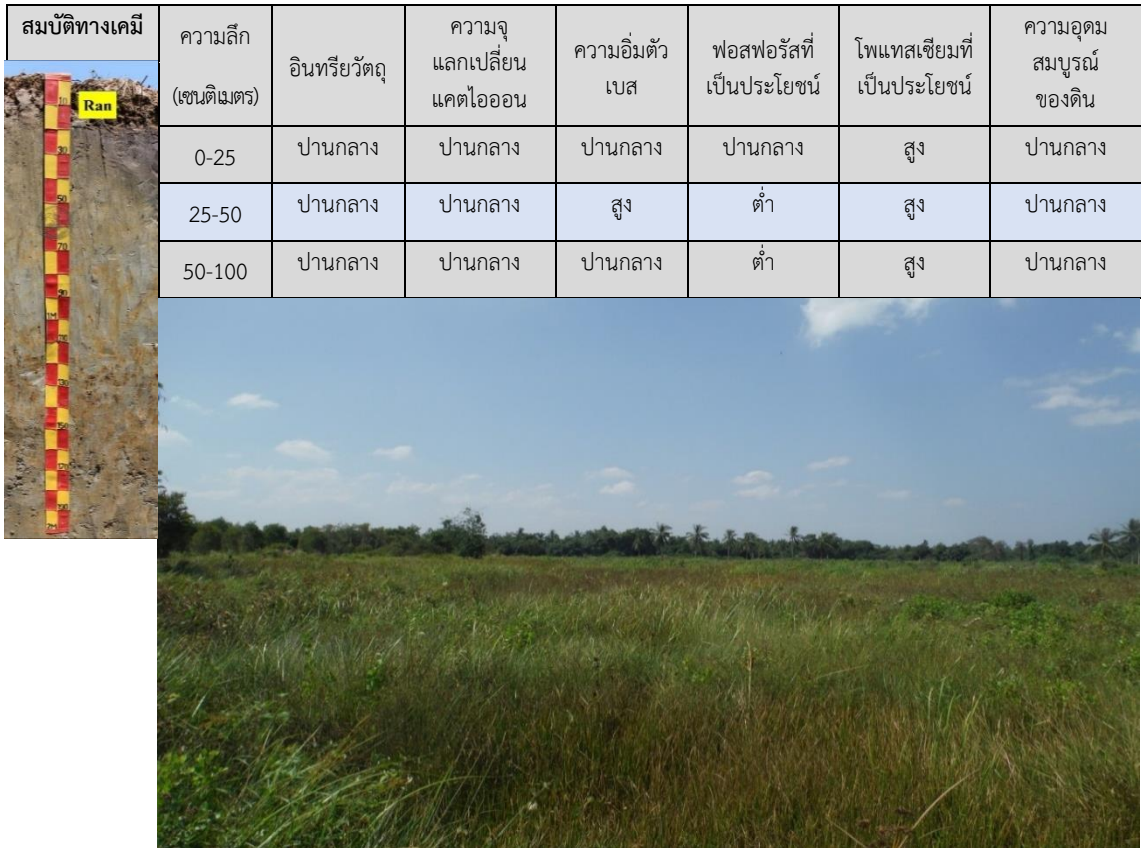 สมบัติทางเคมี
ความลึก
(เซนติเมตร)
อินทรียวัตถุ
ความจุ
แลกเปลี่ยน
แคตไอออน
ความอิ่มตัว
เบส
ฟอสฟอรัสที่
เป็นประโยชน์
โพแทสเซียมที่
เป็นประโยชน์
ความอุดม
สมบูรณ์
ของดิน
0-25 ปานกลาง ปานกลาง ปานกลาง ปานกลาง สูง ปานกลาง
25-50 ปานกลาง ปานกลาง สูง ต่ำ สูง ปานกลาง
50-100 ปานกลาง ปานกลาง ปานกลาง ต่ำ สูง ปานกลาง
Ran
10
30
50
70
90
1M